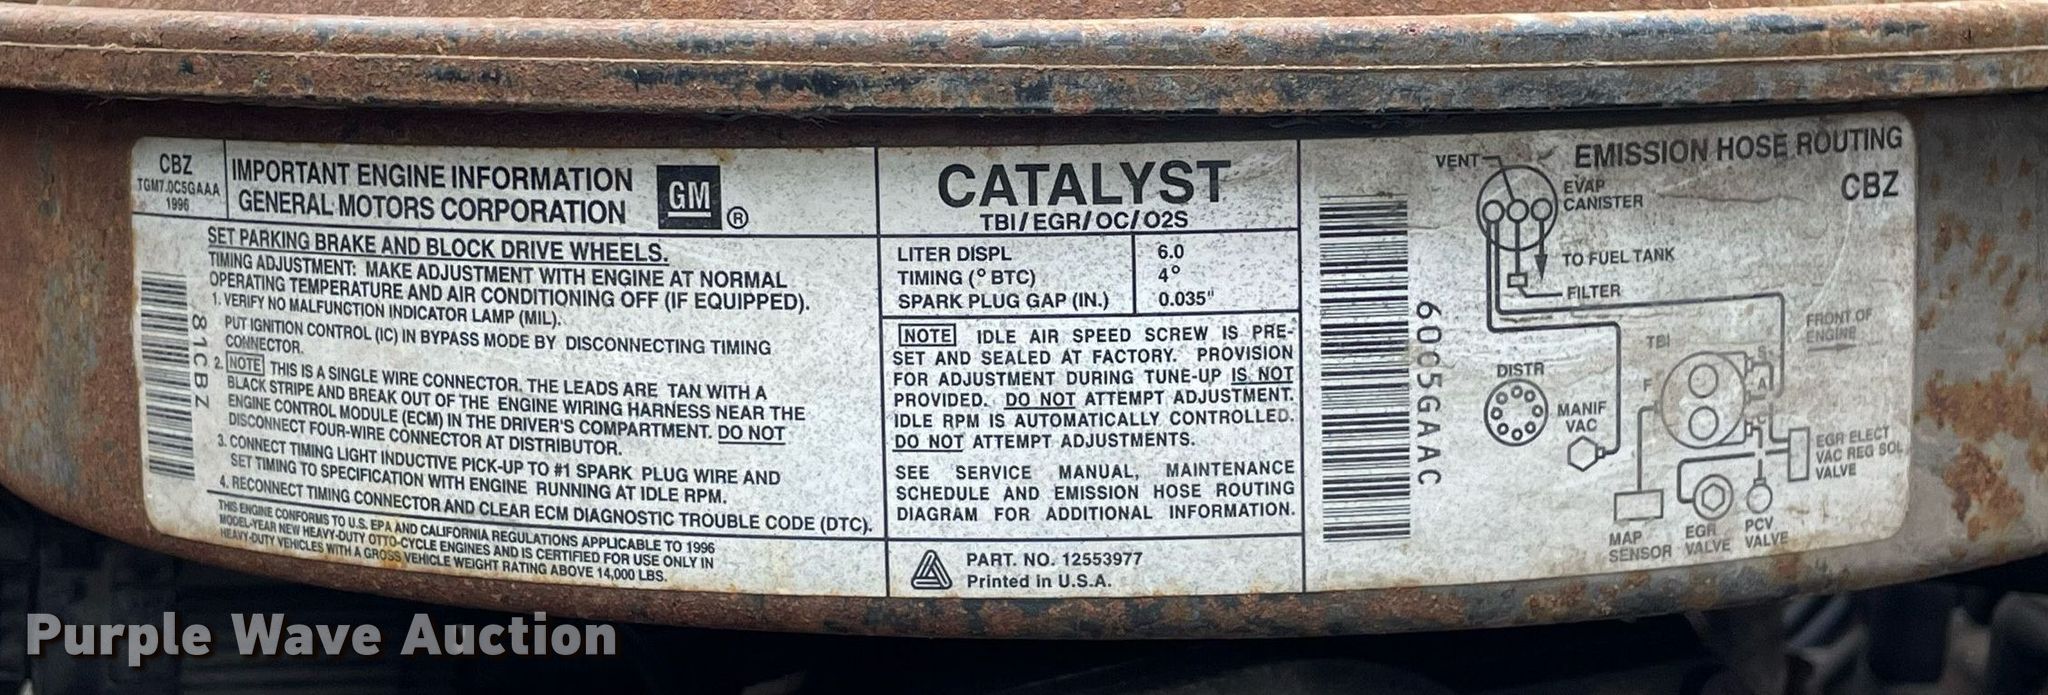 CBZ
TGM7.0C5GAAA
1996
IMPORTANT ENGINE INFORMATION
GENERAL MOTORS CORPORATION
GM
®
SET PARKING BRAKE AND BLOCK DRIVE WHEELS.
TIMING ADJUSTMENT: MAKE ADJUSTMENT WITH ENGINE AT NORMAL
OPERATING TEMPERATURE AND AIR CONDITIONING OFF (IF EQUIPPED).
1. VERIFY NO MALFUNCTION INDICATOR LAMP (MIL).
PUT IGNITION CONTROL (IC) IN BYPASS MODE BY DISCONNECTING TIMING
CONNECTOR.
2. NOTE THIS IS A SINGLE WIRE CONNECTOR. THE LEADS ARE TAN WITH A
BLACK STRIPE AND BREAK OUT OF THE ENGINE WIRING HARNESS NEAR THE
ENGINE CONTROL MODULE (ECM) IN THE DRIVER'S COMPARTMENT. DO NOT
DISCONNECT FOUR-WIRE CONNECTOR AT DISTRIBUTOR.
3. CONNECT TIMING LIGHT INDUCTIVE PICK-UP TO #1 SPARK PLUG WIRE AND
SET TIMING TO SPECIFICATION WITH ENGINE RUNNING AT IDLE RPM.
4. RECONNECT TIMING CONNECTOR AND CLEAR ECM DIAGNOSTIC TROUBLE CODE (DTC).
THIS ENGINE CONFORMS TO U.S. EPA AND CALIFORNIA REGULATIONS APPLICABLE TO 1996
MODEL-YEAR NEW HEAVY-DUTY OTTO-CYCLE ENGINES AND IS CERTIFIED FOR USE ONLY IN
HEAVY-DUTY VEHICLES WITH A GROSS VEHICLE WEIGHT RATING ABOVE 14,000 LBS.
81CBZ
CATALYST
TBI/EGR/OC/O2S
LITER DISPL 6.0
TIMING (° BTC) 4°
SPARK PLUG GAP (IN.) 0.035"
NOTE IDLE AIR SPEED SCREW IS PRE-
SET AND SEALED AT FACTORY. PROVISION
FOR ADJUSTMENT DURING TUNE-UP IS NOT
PROVIDED. DO NOT ATTEMPT ADJUSTMENT.
IDLE RPM IS AUTOMATICALLY CONTROLLED.
DO NOT ATTEMPT ADJUSTMENTS.
SEE SERVICE MANUAL, MAINTENANCE
SCHEDULE AND EMISSION HOSE ROUTING
DIAGRAM FOR ADDITIONAL INFORMATION.
PART. NO. 12553977
Printed in U.S.A.
60C5GAAC
EMISSION HOSE ROUTING
CBZ
VENT
EVAP
CANISTER
TO FUEL TANK
FILTER
FRONT OF
ENGINE
TBI
DISTR
F
A
MANIF
VAC
EGR ELECT
VAC REG SOL
VALVE
MAP
SENSOR
EGR
VALVE
PCV
VALVE
Purple Wave Auction